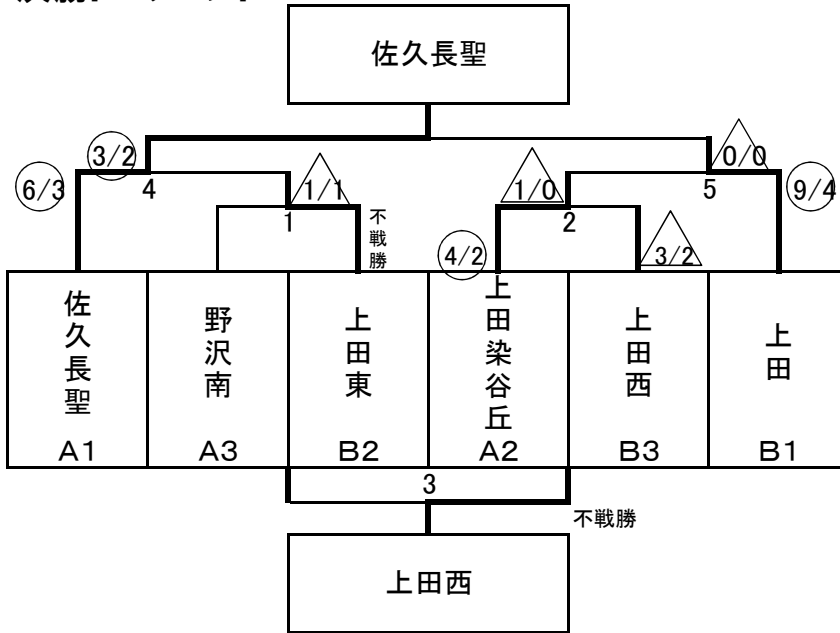 佐久長聖
3/2
0/0
6/3
4
1/1
1/0
5
9/4
1
不戦勝
2
4/2
3/2
佐久長聖
野沢南
上田東
上田染谷丘
上田西
上田
A1
A3
B2
A2
B3
B1
3
不戦勝
上田西